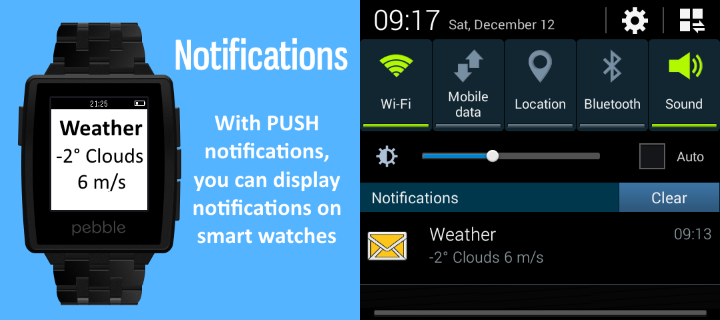 Notifications
With PUSH
notifications,
you can display
notifications on
smart watches
21:25
Weather
-2° Clouds
6 m/s
pebble
09:17 Sat, December 12
Wi-Fi
Mobile
data
Location
Bluetooth
Sound
Auto
Notifications
Clear
Weather
09:13
-2° Clouds 6 m/s